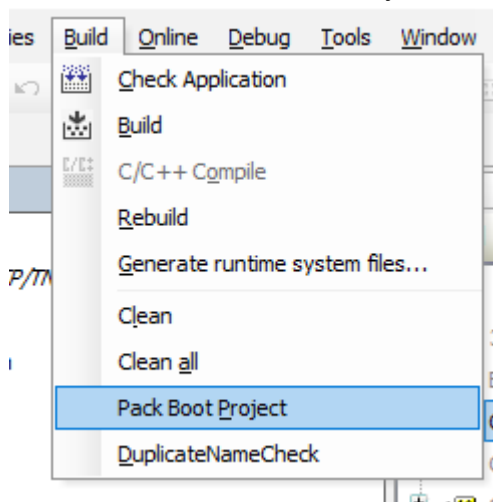 ies Build Online Debug Tools Window
Check Application
Build
C/C++ Compile
Rebuild
Generate runtime system files...
P/TN
Clean
Clean all
Pack Boot Project
DuplicateNameCheck